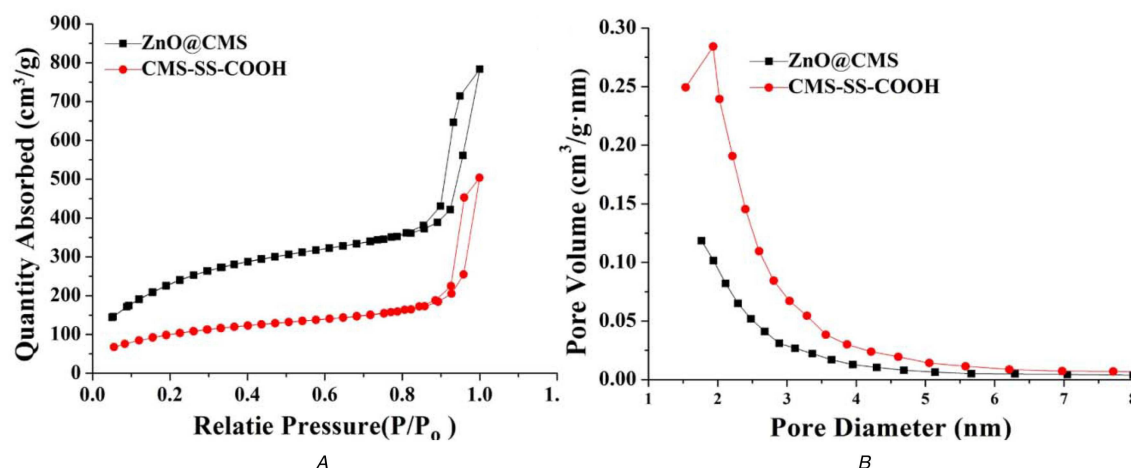 900
800
700
600
500
400
300
200
100
0
Quantity Absorbed (cm³/g)
ZnO@CMS
CMS-SS-COOH
0.0 0.2 0.4 0.6 0.8 1.0 1.
Relatie Pressure(P/Pₒ )
A
0.30
0.25
0.20
0.15
0.10
0.05
0.00
Pore Volume (cm³/g·nm)
ZnO@CMS
CMS-SS-COOH
1 2 3 4 5 6 7 8
Pore Diameter (nm)
B